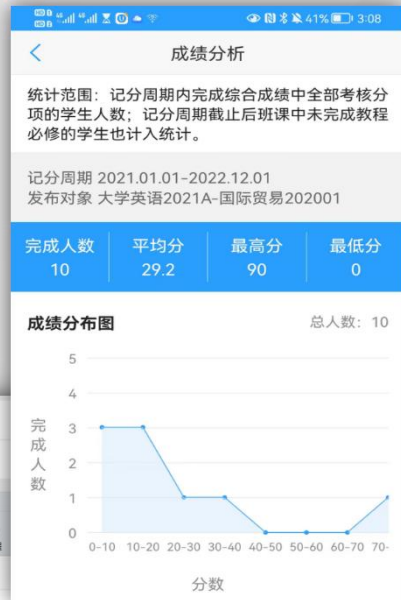 41% 3:08
成绩分析
统计范围：记分周期内完成综合成绩中全部考核分
项的学生人数；记分周期截止后班课中未完成教程
必修的学生也计入统计。
记分周期 2021.01.01-2022.12.01
发布对象 大学英语2021A-国际贸易202001
完成人数 平均分 最高分 最低分
10 29.2 90 0
成绩分布图 总人数：10
5
4
3
2
1
0
完成人数
0-10 10-20 20-30 30-40 40-50 50-60 60-70 70-
分数